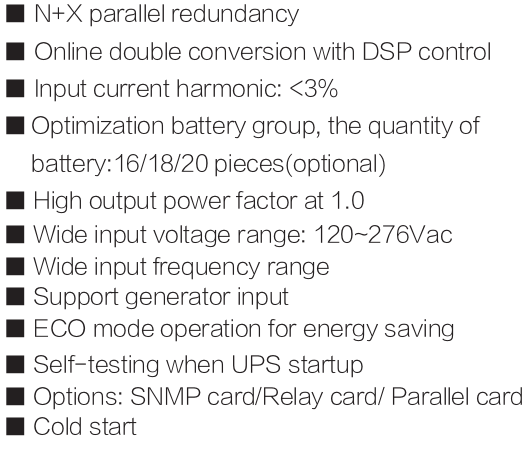 ■ N+X parallel redundancy
■ Online double conversion with DSP control
■ Input current harmonic: <3%
■ Optimization battery group, the quantity of
battery:16/18/20 pieces(optional)
■ High output power factor at 1.0
■ Wide input voltage range: 120~276Vac
■ Wide input frequency range
■ Support generator input
■ ECO mode operation for energy saving
■ Self-testing when UPS startup
■ Options: SNMP card/Relay card/ Parallel card
■ Cold start